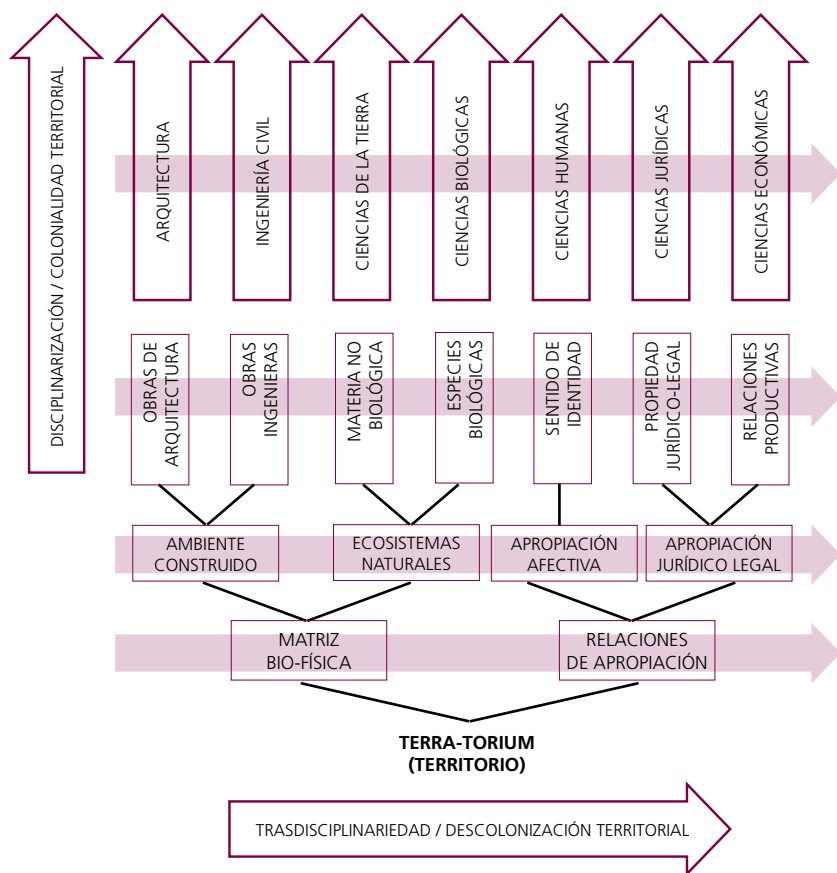 DISCIPLINARIZACIÓN / COLONIALIDAD TERRITORIAL
ARQUITECTURA
INGENIERÍA CIVIL
CIENCIAS DE LA TIERRA
CIENCIAS BIOLÓGICAS
CIENCIAS HUMANAS
CIENCIAS JURÍDICAS
CIENCIAS ECONÓMICAS
OBRAS DE
ARQUITECTURA
OBRAS
INGENIERAS
MATERIA NO
BIOLÓGICA
ESPECIES
BIOLÓGICAS
SENTIDO DE
IDENTIDAD
PROPIEDAD
JURÍDICO-LEGAL
RELACIONES
PRODUCTIVAS
AMBIENTE
CONSTRUIDO
ECOSISTEMAS
NATURALES
APROPIACIÓN
AFECTIVA
APROPIACIÓN
JURÍDICO LEGAL
MATRIZ
BIO-FÍSICA
RELACIONES
DE APROPIACIÓN
TERRA-TORIUM
(TERRITORIO)
TRASDISCIPLINARIEDAD / DESCOLONIZACIÓN TERRITORIAL